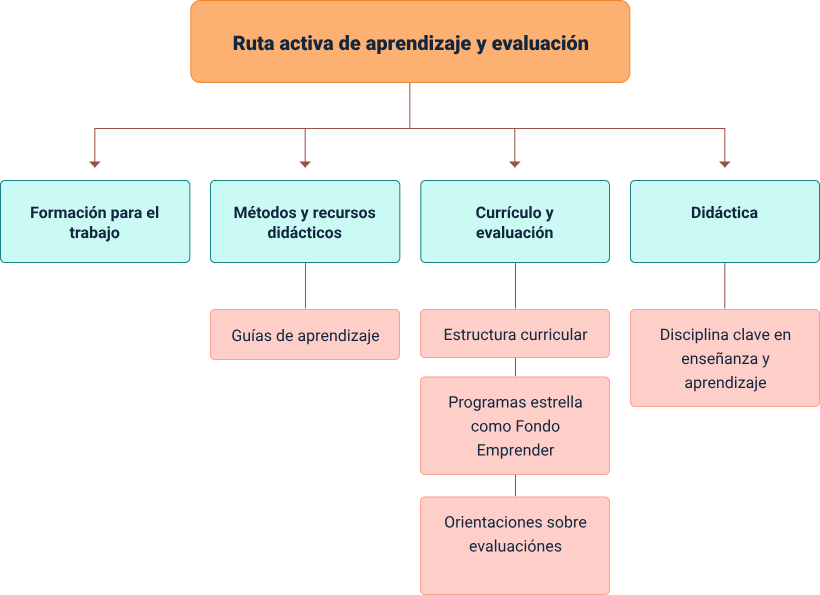 Ruta activa de aprendizaje y evaluación
Formación para el
trabajo
Métodos y recursos
didácticos
Currículo y
evaluación
Didáctica
Guías de aprendizaje
Estructura curricular
Programas estrella
como Fondo
Emprender
Orientaciones sobre
evaluaciónes
Disciplina clave en
enseñanza y
aprendizaje